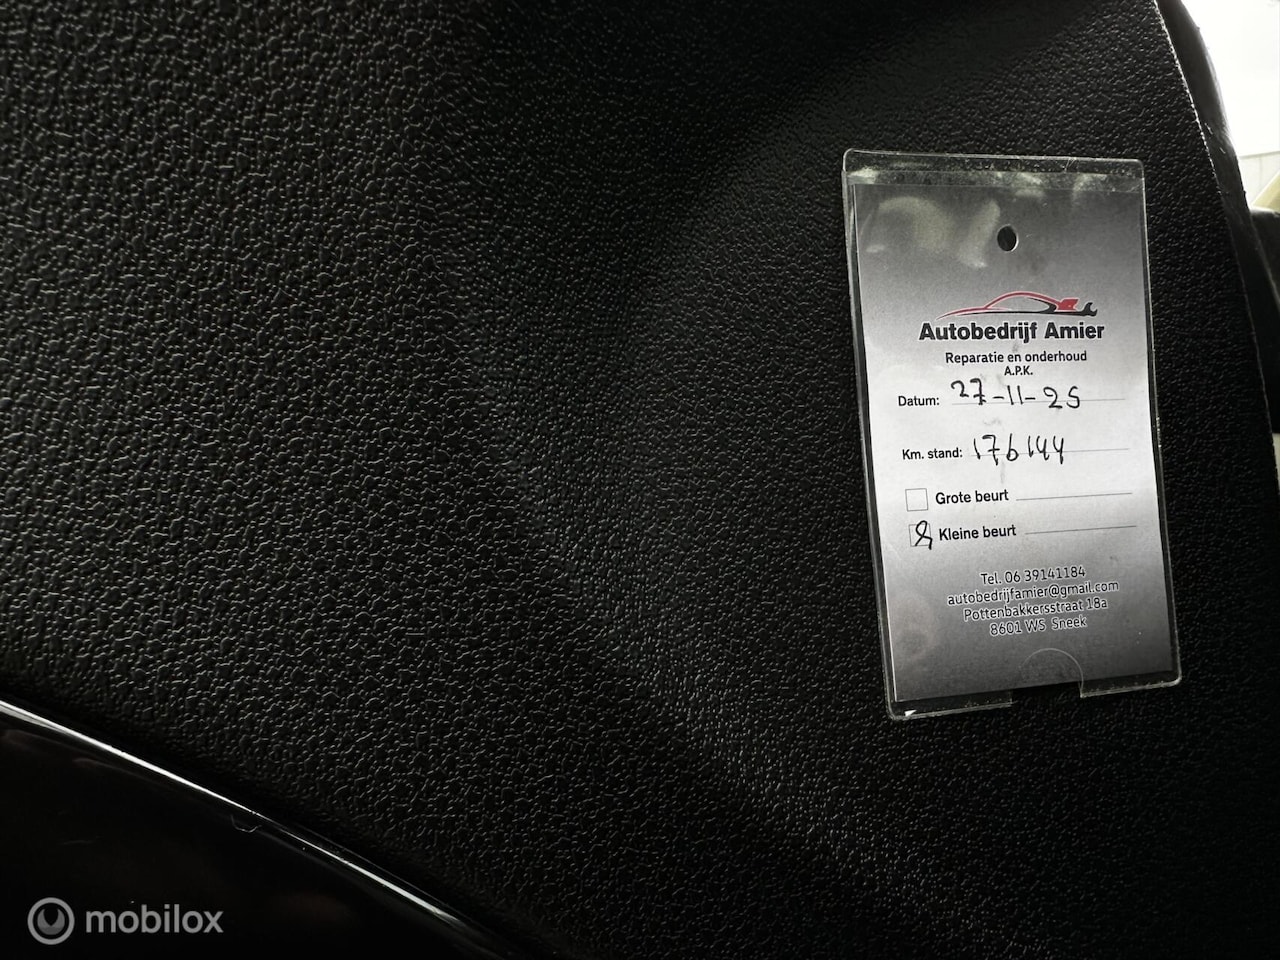 Autobedrijf Amier
Reparatie en onderhoud
A.P.K.
Datum: 27-11-25
Km. stand: 176144
Grote beurt
Kleine beurt
Tel. 06 39141184
autobedrijfamier@gmail.com
Pottenbakkersstraat 18a
8601 WS Sneek
mobilox